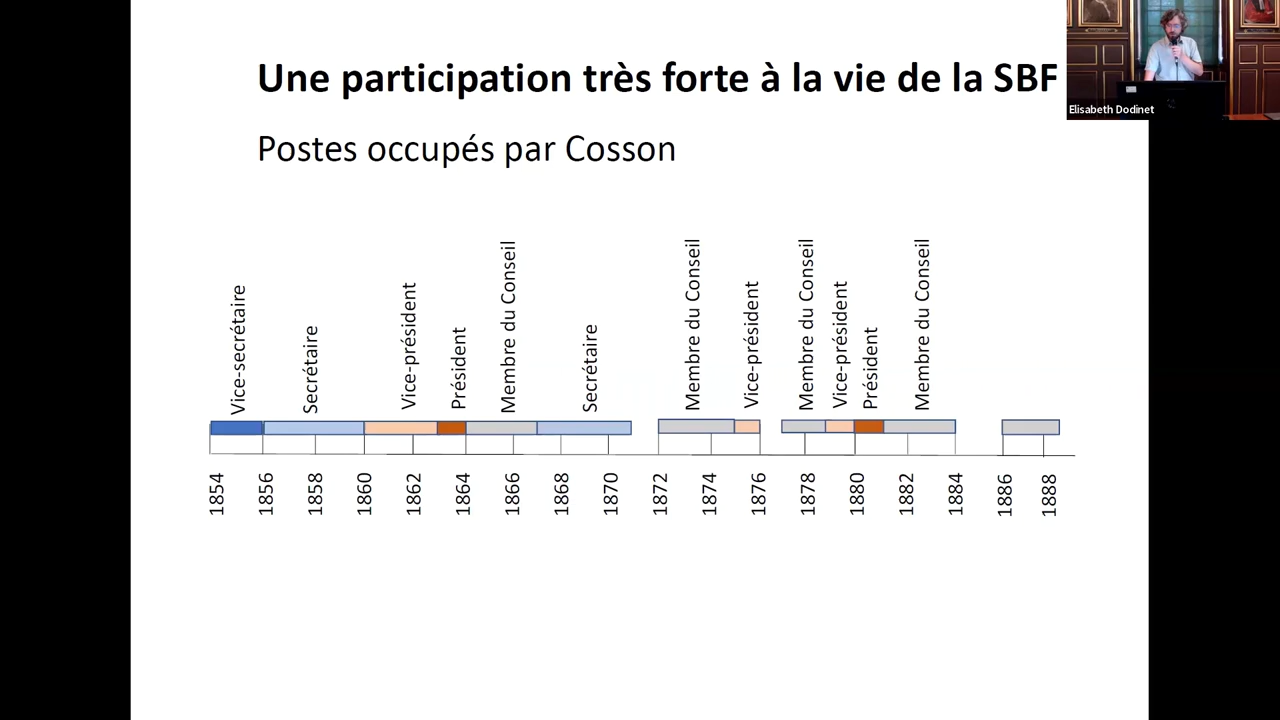 Une participation très forte à la vie de la SBF
Elisabeth Dodinet
Postes occupés par Cosson
Vice-secrétaire
Secrétaire
Vice-président
Président
Membre du Conseil
Secrétaire
Membre du Conseil
Vice-président
Membre du Conseil
Vice-président
Président
Membre du Conseil
1854
1856
1858
1860
1862
1864
1866
1868
1870
1872
1874
1876
1878
1880
1882
1884
1886
1888